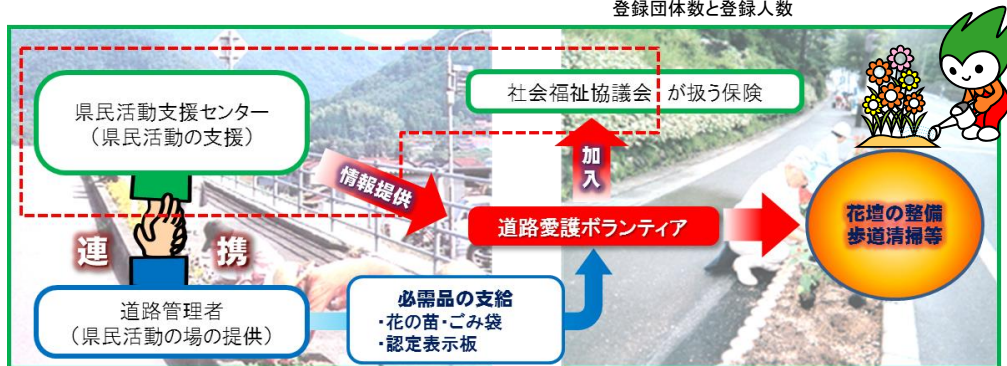 登録団体数と登録人数
県民活動支援センター
（県民活動の支援）
社会福祉協議会 が扱う保険
加入
情報提供
道路愛護ボランティア
花壇の整備
歩道清掃等
連 携
道路管理者
（県民活動の場の提供）
必需品の支給
・花の苗・ごみ袋
・認定表示板